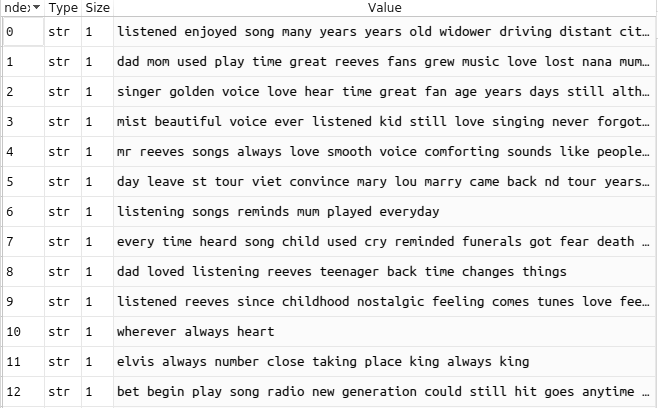 ndex Type Size Value
0 str 1 listened enjoyed song many years years old widower driving distant cit…
1 str 1 dad mom used play time great reeves fans grew music love lost nana mum…
2 str 1 singer golden voice love hear time great fan age years days still alth…
3 str 1 mist beautiful voice ever listened kid still love singing never forgot…
4 str 1 mr reeves songs always love smooth voice comforting sounds like people…
5 str 1 day leave st tour viet convince mary lou marry came back nd tour years…
6 str 1 listening songs reminds mum played everyday
7 str 1 every time heard song child used cry reminded funerals got fear death …
8 str 1 dad loved listening reeves teenager back time changes things
9 str 1 listened reeves since childhood nostalgic feeling comes tunes love fee…
10 str 1 wherever always heart
11 str 1 elvis always number close taking place king always king
12 str 1 bet begin play song radio new generation could still hit goes anytime …